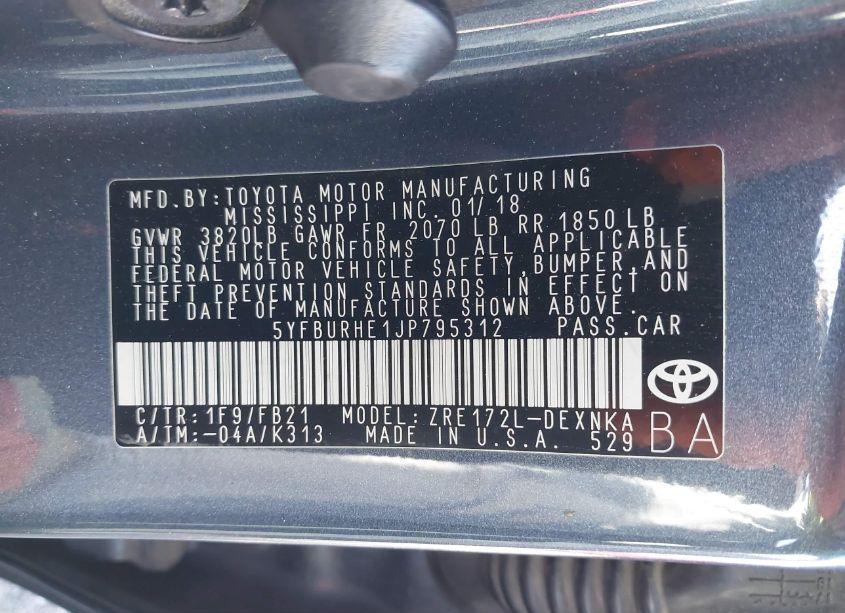 MFD.BY:TOYOTA MOTOR MANUFACTURING
MISSISSIPPI INC. 01/18
GVWR 3820LB GAWR FR 2070 LB RR 1850 LB
THIS VEHICLE CONFORMS TO ALL APPLICABLE
FEDERAL MOTOR VEHICLE SAFETY,BUMPER,AND
THEFT PREVENTION STANDARDS IN EFFECT ON
THE DATE OF MANUFACTURE SHOWN ABOVE.
5YFBURHE1JP795312 PASS.CAR
C/TR:1F9/FB21 MODEL:ZRE172L-DEXNKA
A/TM:-04A/K313 MADE IN U.S.A. 529
BA